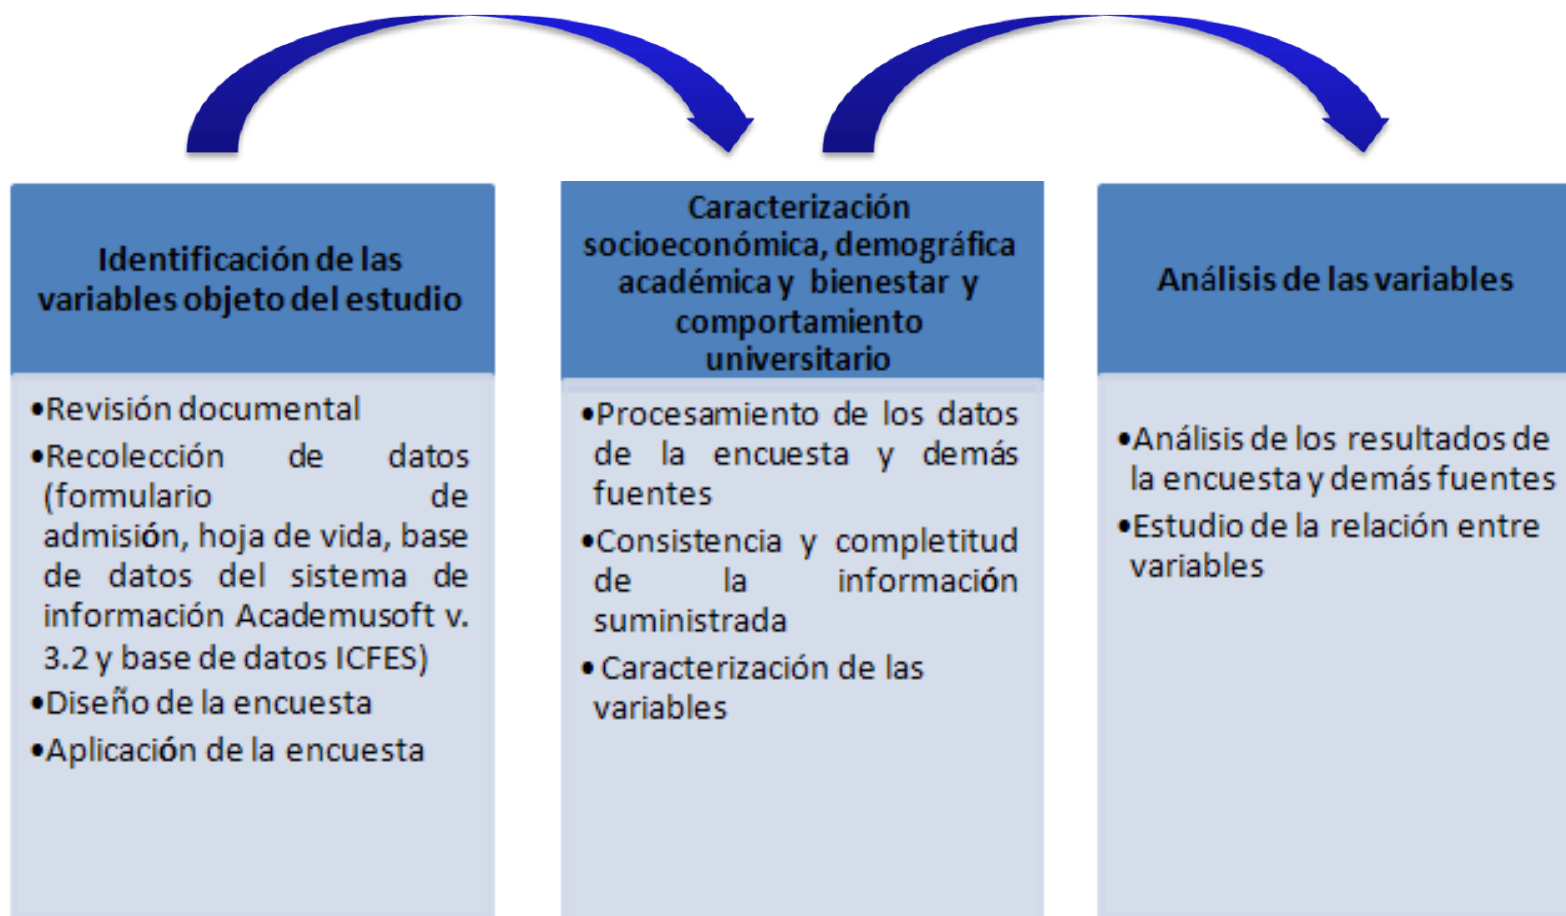 Identificación de las
variables objeto del estudio
•Revisión documental
•Recolección de datos
(formulario de
admisión, hoja de vida, base
de datos del sistema de
información Academusoft v.
3.2 y base de datos ICFES)
•Diseño de la encuesta
•Aplicación de la encuesta
Caracterización
socioeconómica, demográfica
académica y bienestar y
comportamiento
universitario
•Procesamiento de los datos
de la encuesta y demás
fuentes
•Consistencia y completitud
de la información
suministrada
• Caracterización de las
variables
Análisis de las variables
•Análisis de los resultados de
la encuesta y demás fuentes
•Estudio de la relación entre
variables